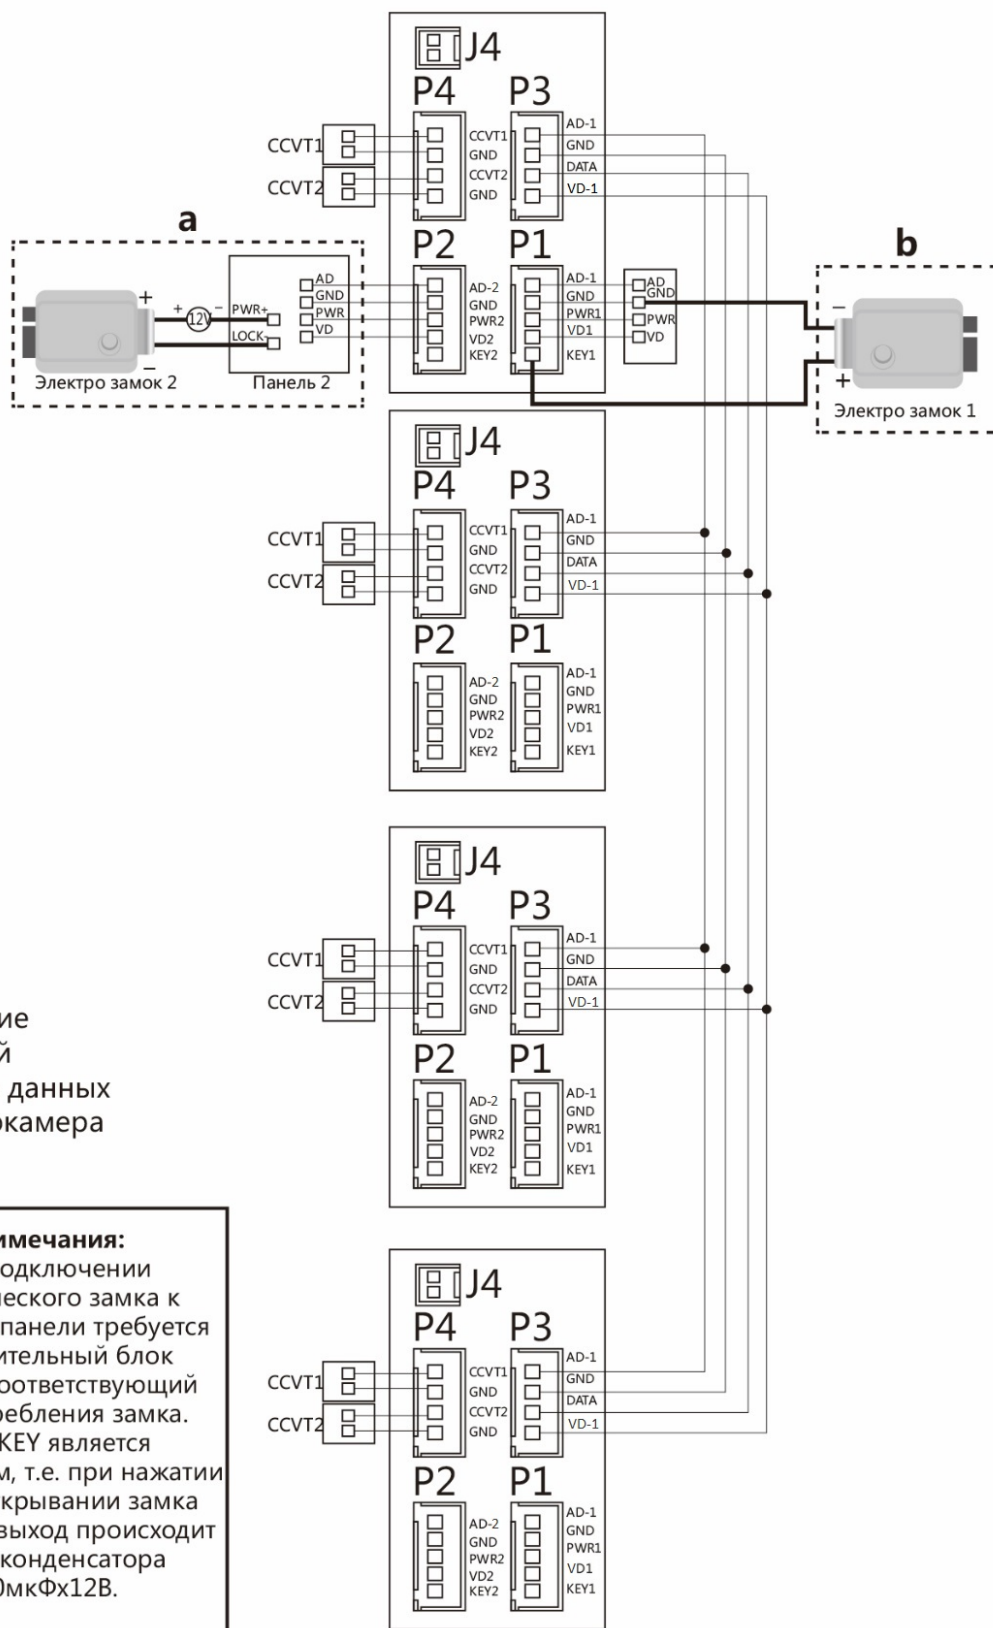 J4
P4 P3
CCVT1
CCVT2
CCVT1
GND
CCVT2
GND
AD-1
GND
DATA
VD-1
a
AD
GND
PWR
VD
+ 12V −
PWR+
LOCK-
+
−
Электро замок 2
Панель 2
P2 P1
AD-2
GND
PWR2
VD2
KEY2
AD-1
GND
PWR1
VD1
KEY1
AD
GND
PWR
VD
b
−
+
Электро замок 1
J4
P4 P3
CCVT1
CCVT2
CCVT1
GND
CCVT2
GND
AD-1
GND
DATA
VD-1
P2 P1
AD-2
GND
PWR2
VD2
KEY2
AD-1
GND
PWR1
VD1
KEY1
J4
P4 P3
CCVT1
CCVT2
CCVT1
GND
CCVT2
GND
AD-1
GND
DATA
VD-1
P2 P1
AD-2
GND
PWR2
VD2
KEY2
AD-1
GND
PWR1
VD1
KEY1
ие
й
данных
окамера
имечания:
одключении
ческого замка к
панели требуется
ительный блок
оответствующий
ребления замка.
KEY является
м, т.е. при нажатии
крывании замка
выход происходит
конденсатора
0мкФx12В.
J4
P4 P3
CCVT1
CCVT2
CCVT1
GND
CCVT2
GND
AD-1
GND
DATA
VD-1
P2 P1
AD-2
GND
PWR2
VD2
KEY2
AD-1
GND
PWR1
VD1
KEY1